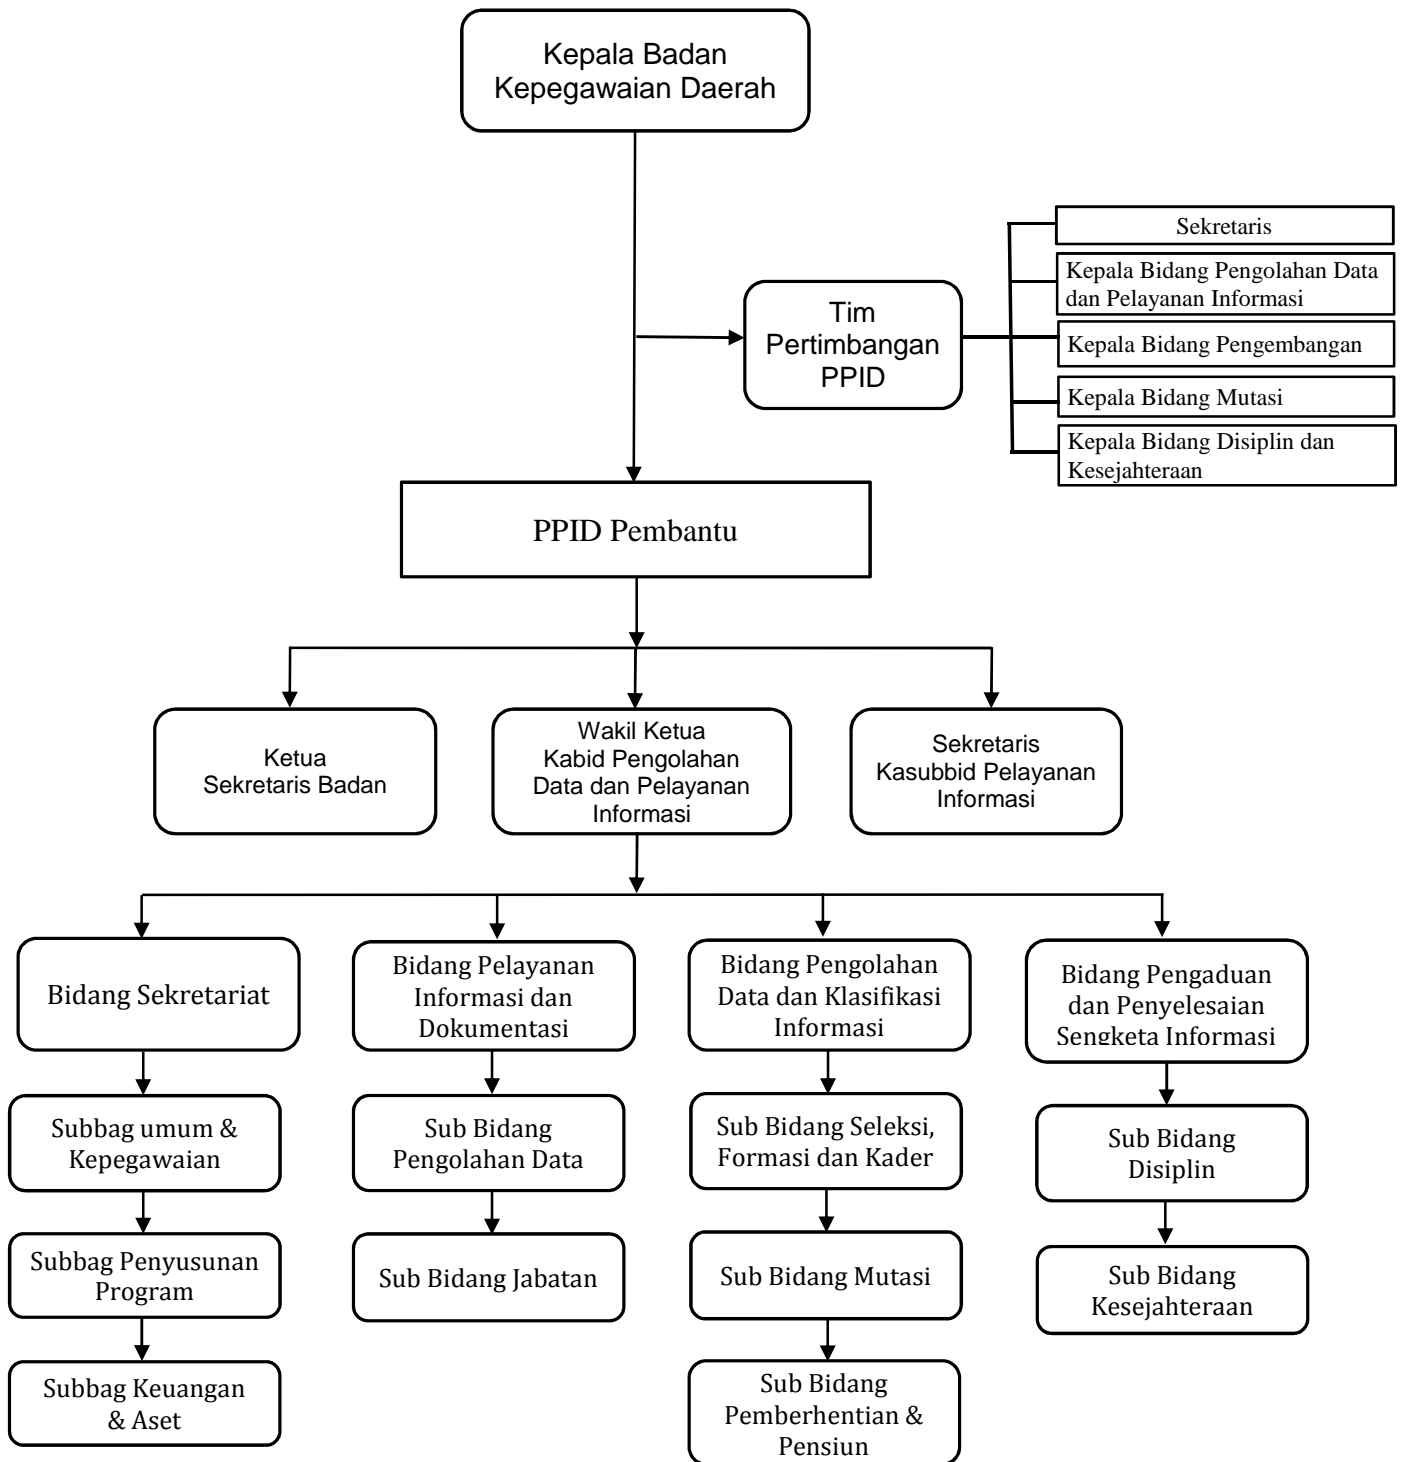 Kepala Badan
Kepegawaian Daerah
Sekretaris
Kepala Bidang Pengolahan Data
dan Pelayanan Informasi
Tim
Pertimbangan
PPID
Kepala Bidang Pengembangan
Kepala Bidang Mutasi
Kepala Bidang Disiplin dan
Kesejahteraan
PPID Pembantu
Ketua
Sekretaris Badan
Wakil Ketua
Kabid Pengolahan
Data dan Pelayanan
Informasi
Sekretaris
Kasubbid Pelayanan
Informasi
Bidang Sekretariat
Bidang Pelayanan
Informasi dan
Dokumentasi
Bidang Pengolahan
Data dan Klasifikasi
Informasi
Bidang Pengaduan
dan Penyelesaian
Sengketa Informasi
Subbag umum &
Kepegawaian
Sub Bidang
Pengolahan Data
Sub Bidang Seleksi,
Formasi dan Kader
Sub Bidang
Disiplin
Subbag Penyusunan
Program
Sub Bidang Jabatan
Sub Bidang Mutasi
Sub Bidang
Kesejahteraan
Subbag Keuangan
& Aset
Sub Bidang
Pemberhentian &
Pensiun